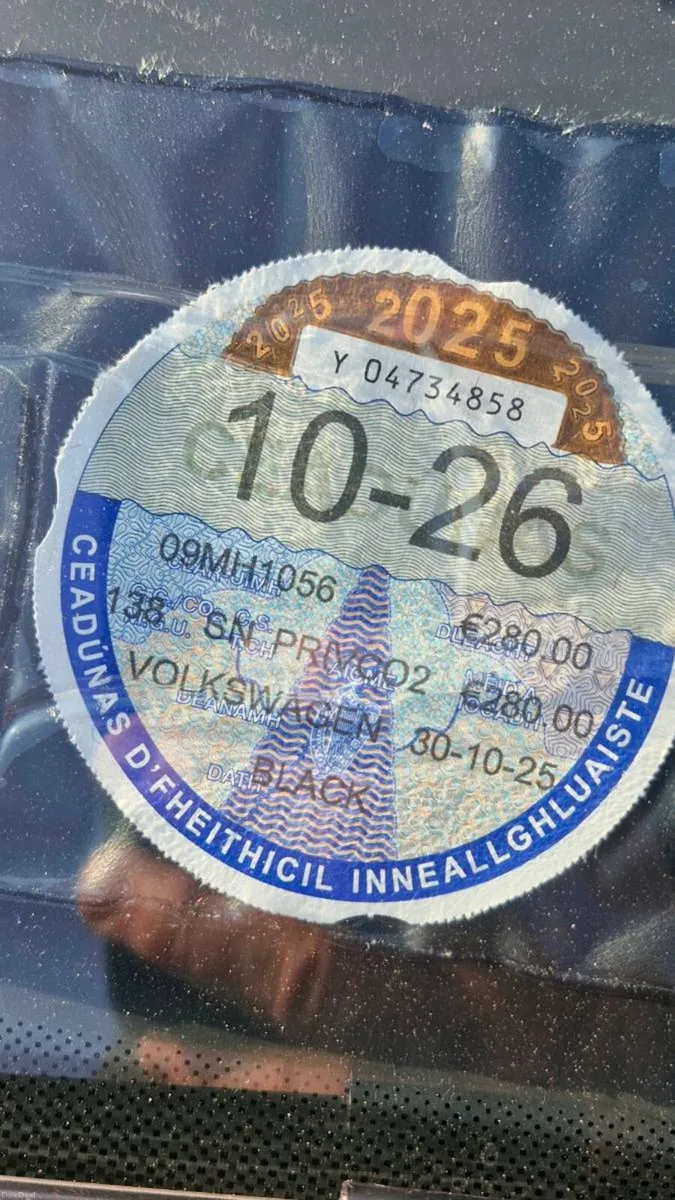 2025 2025 2025
Y 04734858
10-26
09MH1056
€280.00
138 SN PRIVCO2 €280.00
VOLKSWAGEN 30-10-25
BLACK
CEADÚNAS D'FHEITHICIL INNEALLGHLUAISTE